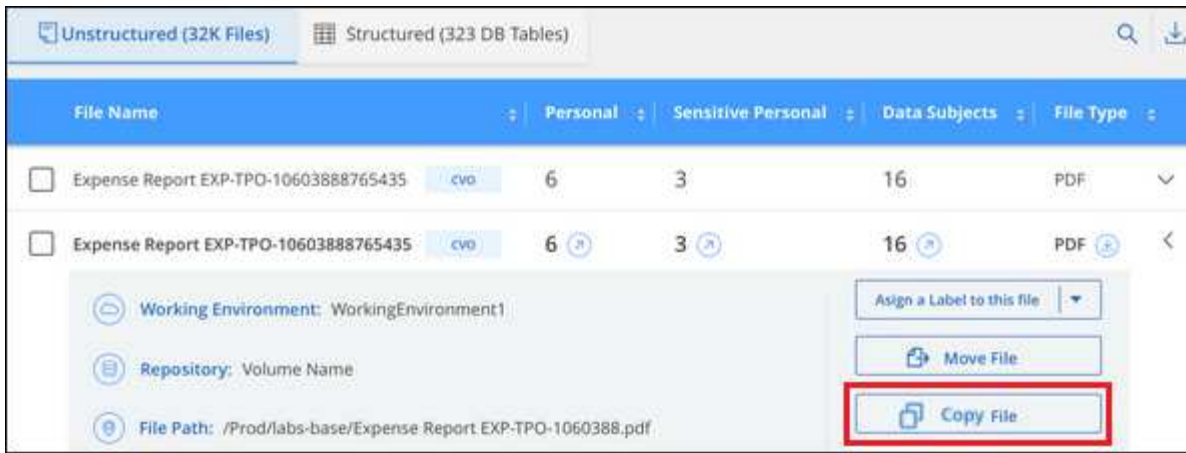 Unstructured (32K Files) Structured (323 DB Tables)
File Name Personal Sensitive Personal Data Subjects File Type
Expense Report EXP-TPO-10603888765435 CVO 6 3 16 PDF
Expense Report EXP-TPO-10603888765435 CVO 6 3 16 PDF
Working Environment: WorkingEnvironment1
Asign a Label to this file
Repository: Volume Name
Move File
File Path: /Prod/labs-base/Expense Report EXP-TPO-1060388.pdf
Copy File